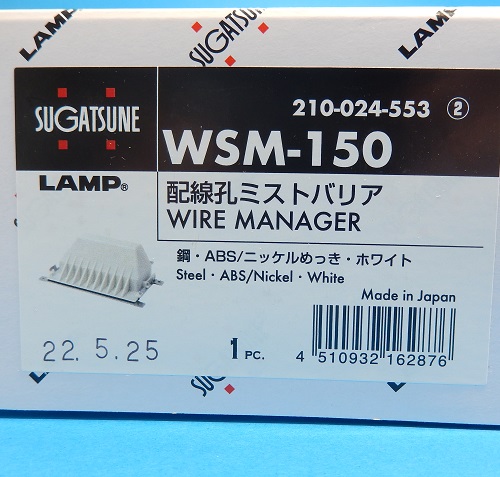 LAMP®
SUGATSUNE
LAMP
SUGATSUNE
LAMP®
210-024-553 ②
WSM-150
配線孔ミストバリア
WIRE MANAGER
鋼・ABS/ニッケルめっき・ホワイト
Steel・ABS/Nickel・White
Made in Japan
22. 5.25
1 PC.
4 510932 162876
LAMP
SUGATSUNE